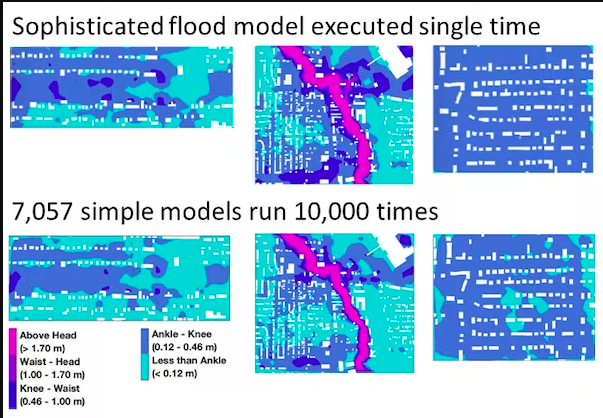 Sophisticated flood model executed single time
7,057 simple models run 10,000 times
Above Head
(> 1.70 m)
Waist - Head
(1.00 - 1.70 m)
Knee - Waist
(0.46 - 1.00 m)
Ankle - Knee
(0.12 - 0.46 m)
Less than Ankle
(< 0.12 m)